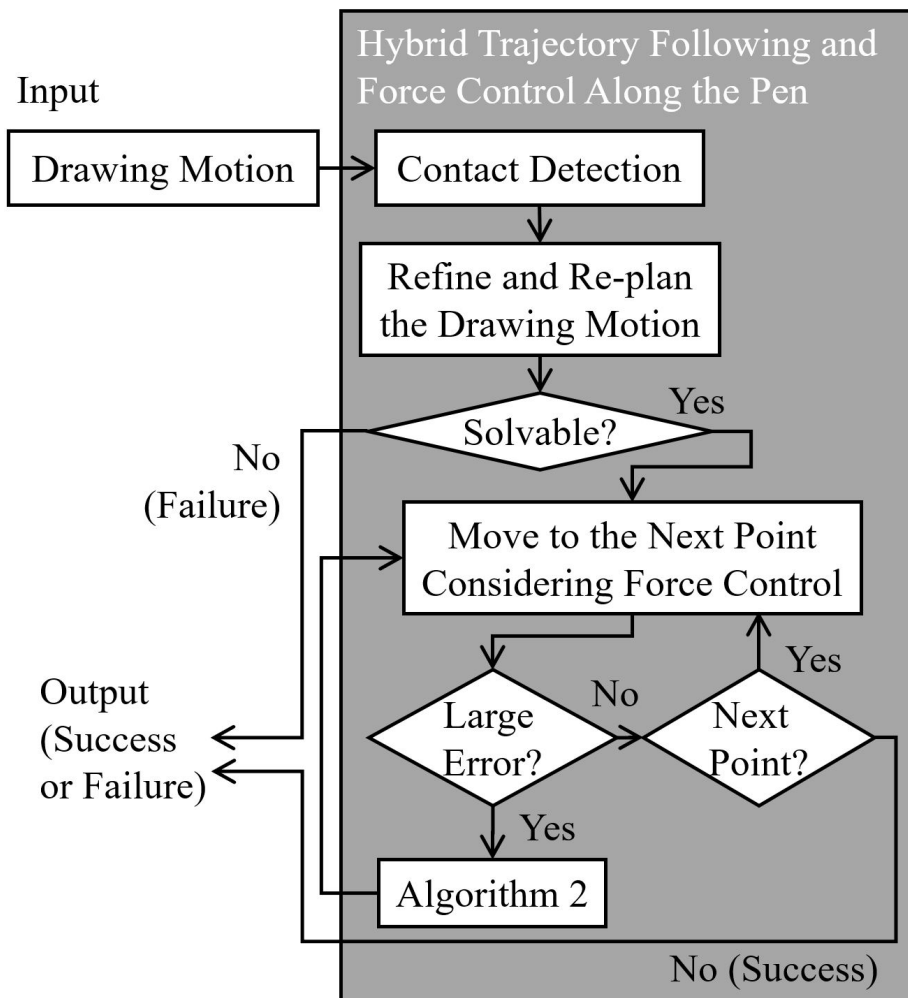 Hybrid Trajectory Following and
Force Control Along the Pen
Input
Drawing Motion
Contact Detection
Refine and Re-plan
the Drawing Motion
Solvable?
Yes
No
(Failure)
Move to the Next Point
Considering Force Control
Large
Error?
No
Next
Point?
Yes
Output
(Success
or Failure)
Yes
Algorithm 2
No (Success)